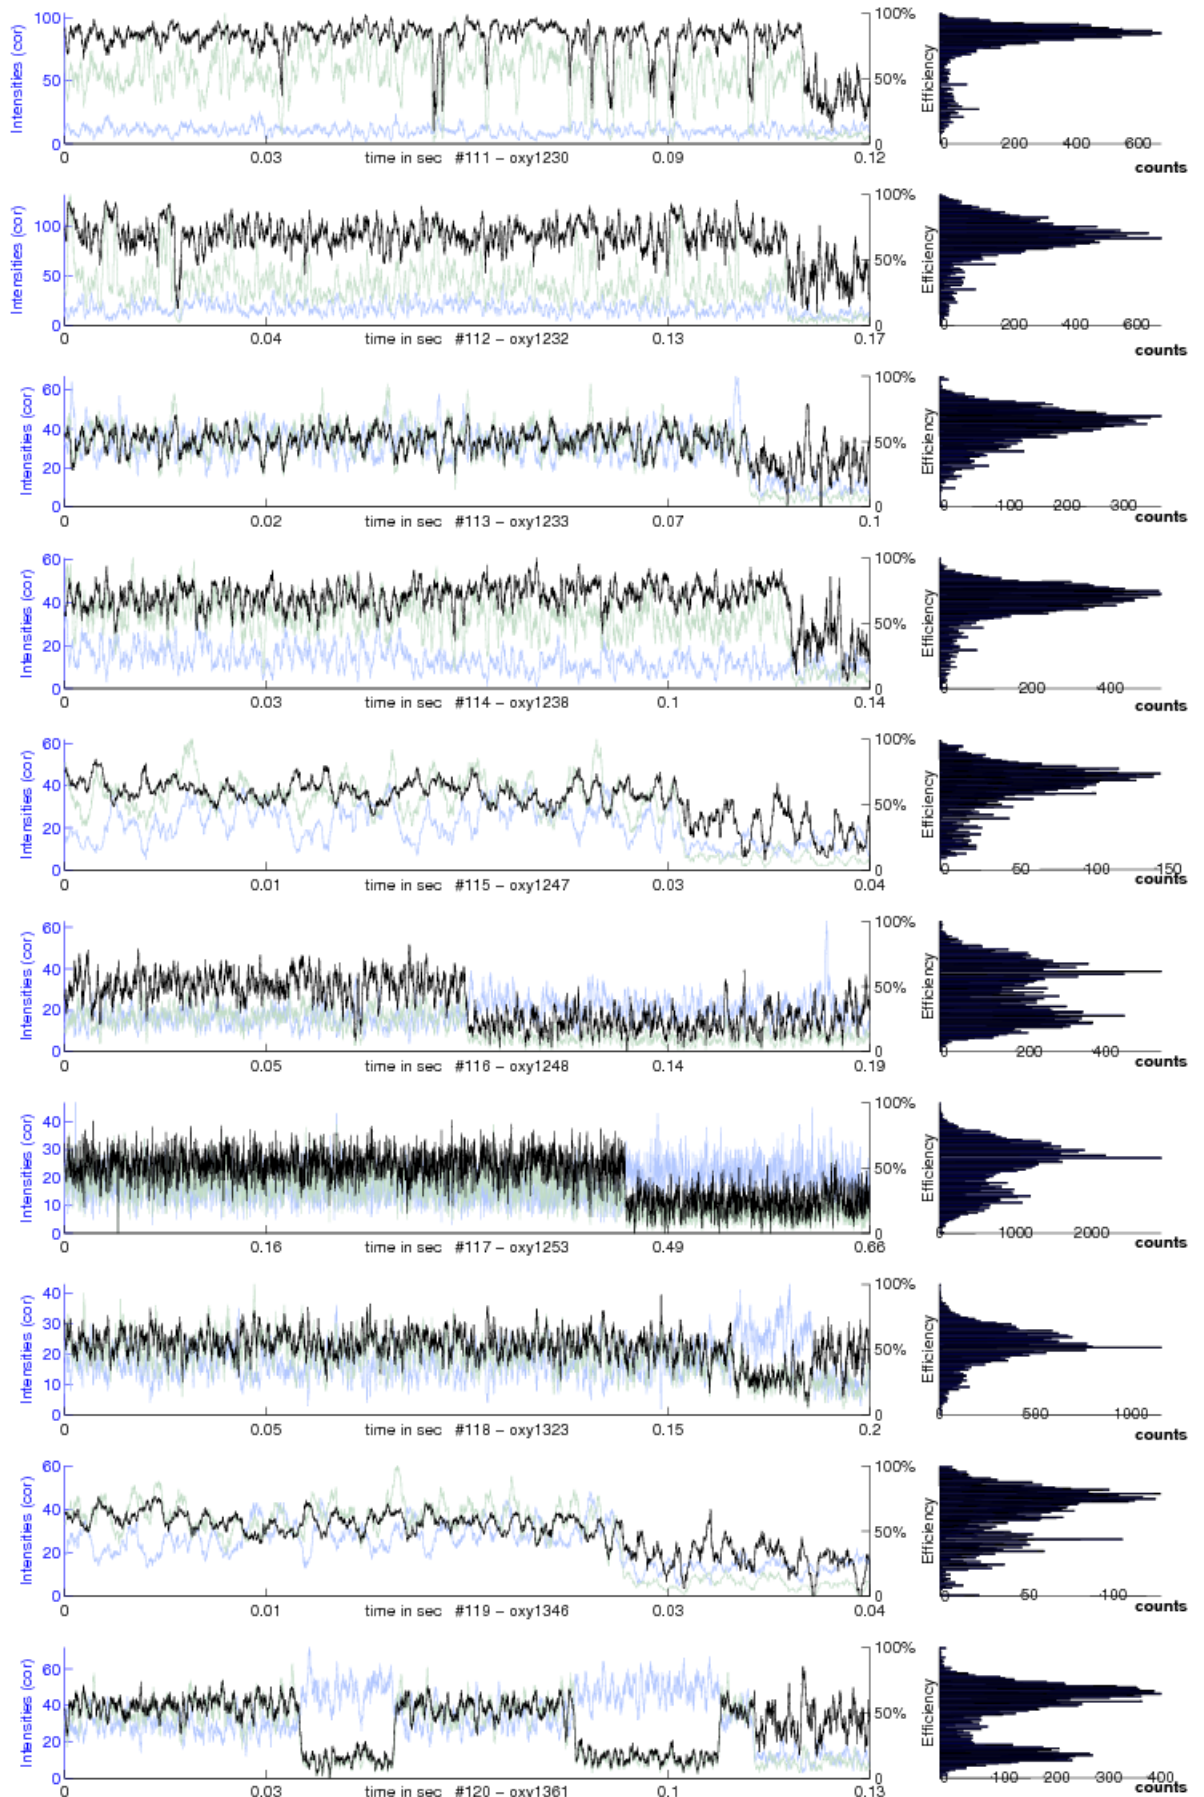 Intensities (cor) 100 50 0 100% 50% 0 Efficiency
0 0.03 time in sec #111 – oxy1230 0.09 0.12 0 200 400 600
counts
Intensities (cor) 100 50 0 100% 50% 0 Efficiency
0 0.04 time in sec #112 – oxy1232 0.13 0.17 0 200 400 600
counts
Intensities (cor) 60 40 20 0 100% 50% 0 Efficiency
0 0.02 time in sec #113 – oxy1233 0.07 0.1 0 100 200 300
counts
Intensities (cor) 60 40 20 0 100% 50% 0 Efficiency
0 0.03 time in sec #114 – oxy1238 0.1 0.14 0 200 400
counts
Intensities (cor) 60 40 20 0 100% 50% 0 Efficiency
0 0.01 time in sec #115 – oxy1247 0.03 0.04 0 50 100 150
counts
Intensities (cor) 60 40 20 0 100% 50% 0 Efficiency
0 0.05 time in sec #116 – oxy1248 0.14 0.19 0 200 400
counts
Intensities (cor) 40 30 20 10 0 100% 50% 0 Efficiency
0 0.16 time in sec #117 – oxy1253 0.49 0.66 0 1000 2000
counts
Intensities (cor) 40 30 20 10 0 100% 50% 0 Efficiency
0 0.05 time in sec #118 – oxy1323 0.15 0.2 0 500 1000
counts
Intensities (cor) 60 40 20 0 100% 50% 0 Efficiency
0 0.01 time in sec #119 – oxy1346 0.03 0.04 0 50 100
counts
Intensities (cor) 60 40 20 0 100% 50% 0 Efficiency
0 0.03 time in sec #120 – oxy1361 0.1 0.13 0 100 200 300 400
counts